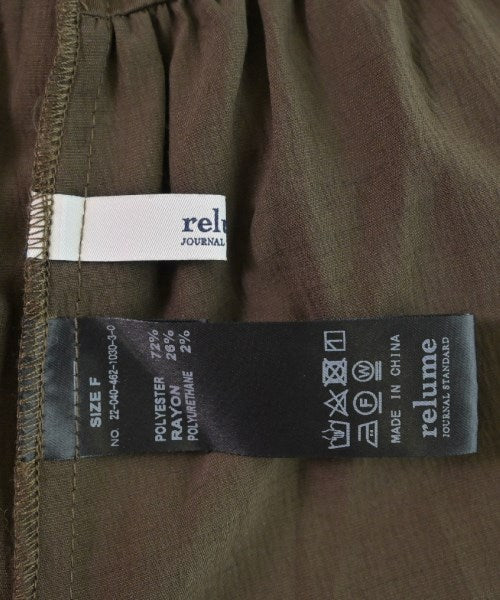 relu
JOURNAL
SIZE F
NO. 22-040-462-1030-3-0
POLYESTER 72%
RAYON 26%
POLYURETHANE 2%
MADE IN CHINA
relume
JOURNAL STANDARD